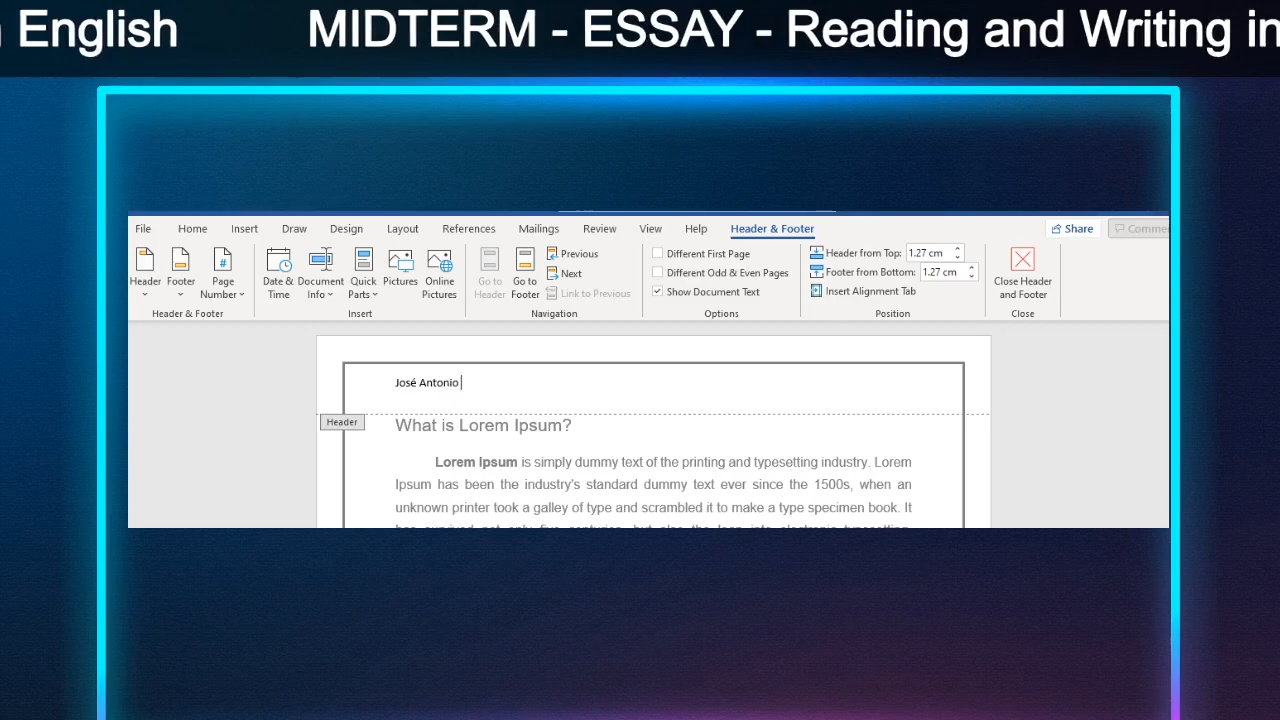 English MIDTERM - ESSAY - Reading and Writing in
File Home Insert Draw Design Layout References Mailings Review View Help Header & Footer Share
Header Footer Page Number
Header & Footer
Date & Time Document Info Quick Parts Pictures Online Pictures
Insert
Go to Header Go to Footer Previous
Next
Link to Previous
Navigation
Different First Page
Different Odd & Even Pages
Show Document Text
Options
Header from Top: 1.27 cm
Footer from Bottom: 1.27 cm
Insert Alignment Tab
Position
Close Header and Footer
Close
José Antonio
Header
What is Lorem Ipsum?
Lorem Ipsum is simply dummy text of the printing and typesetting industry. Lorem
Ipsum has been the industry's standard dummy text ever since the 1500s, when an
unknown printer took a galley of type and scrambled it to make a type specimen book. It